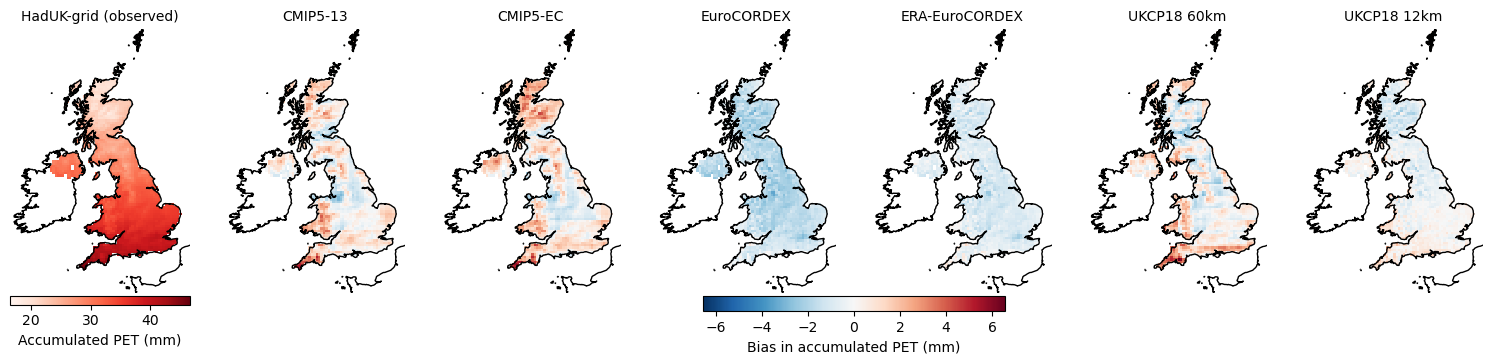 HadUK-grid (observed)
CMIP5-13
CMIP5-EC
EuroCORDEX
ERA-EuroCORDEX
UKCP18 60km
UKCP18 12km
20 30 40
Accumulated PET (mm)
−6 −4 −2 0 2 4 6
Bias in accumulated PET (mm)